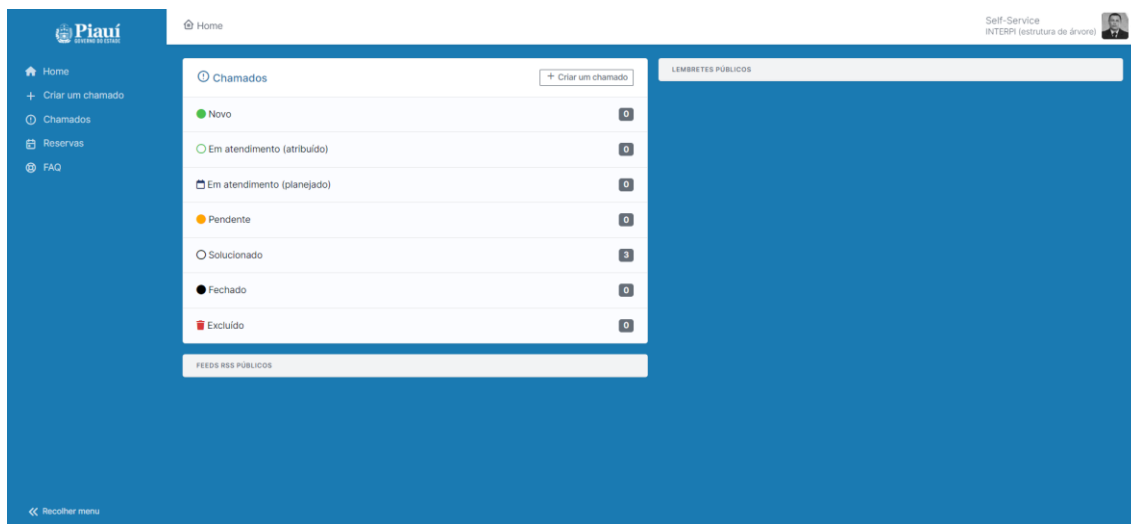 Piauí
GOVERNO DO ESTADO
Home
Criar um chamado
Chamados
Reservas
FAQ
Recolher menu
Home
Self-Service
INTERPI (estrutura de árvore)
Chamados
+ Criar um chamado
Novo 0
Em atendimento (atribuído) 0
Em atendimento (planejado) 0
Pendente 0
Solucionado 3
Fechado 0
Excluído 0
FEEDS RSS PÚBLICOS
LEMBRETES PÚBLICOS